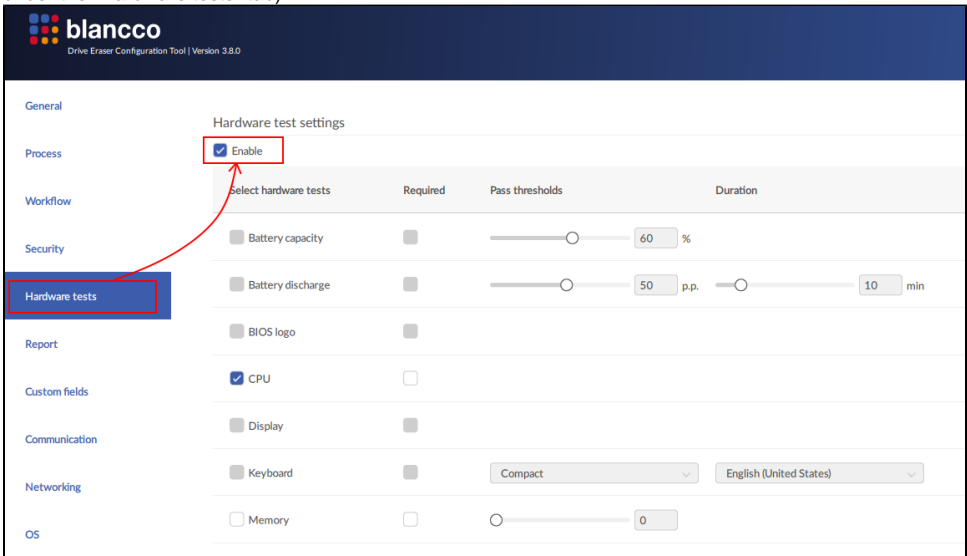 blancco
Drive Eraser Configuration Tool | Version 3.8.0
General
Process
Workflow
Security
Hardware tests
Report
Custom fields
Communication
Networking
OS
Hardware test settings
Enable
Select hardware tests Required Pass thresholds Duration
Battery capacity 60 %
Battery discharge 50 p.p. 10 min
BIOS logo
CPU
Display
Keyboard Compact English (United States)
Memory 0